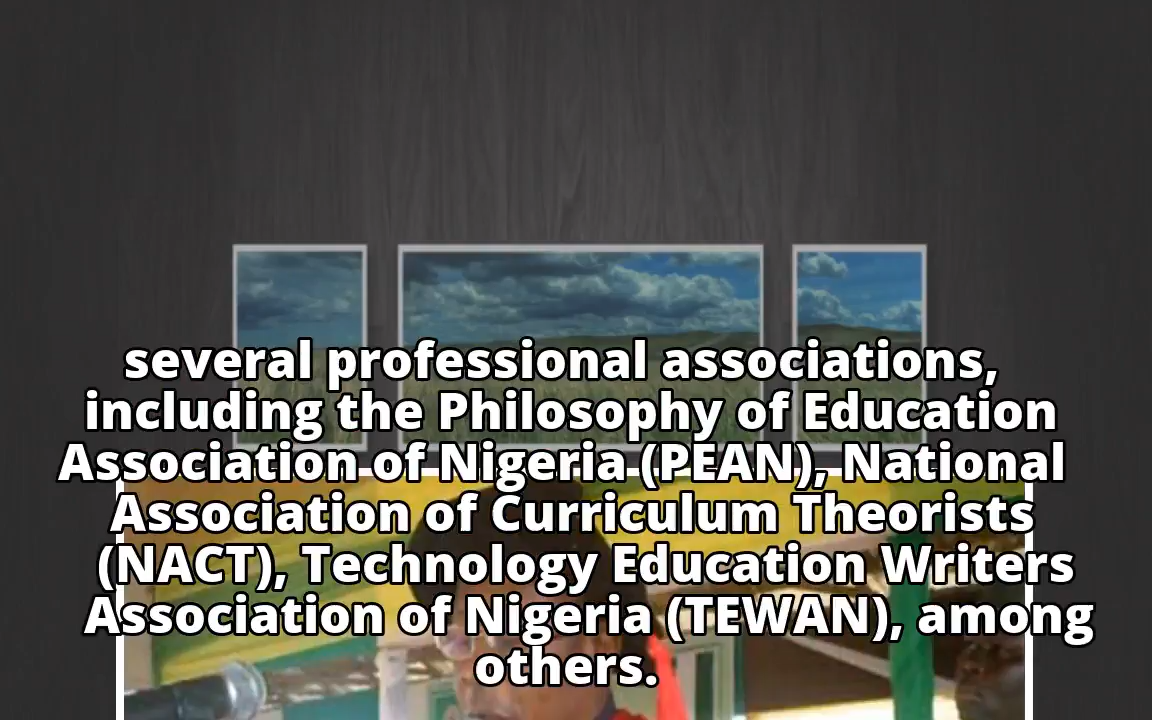 several professional associations,
including the Philosophy of Education
Association of Nigeria (PEAN), National
Association of Curriculum Theorists
(NACT), Technology Education Writers
Association of Nigeria (TEWAN), among
others.